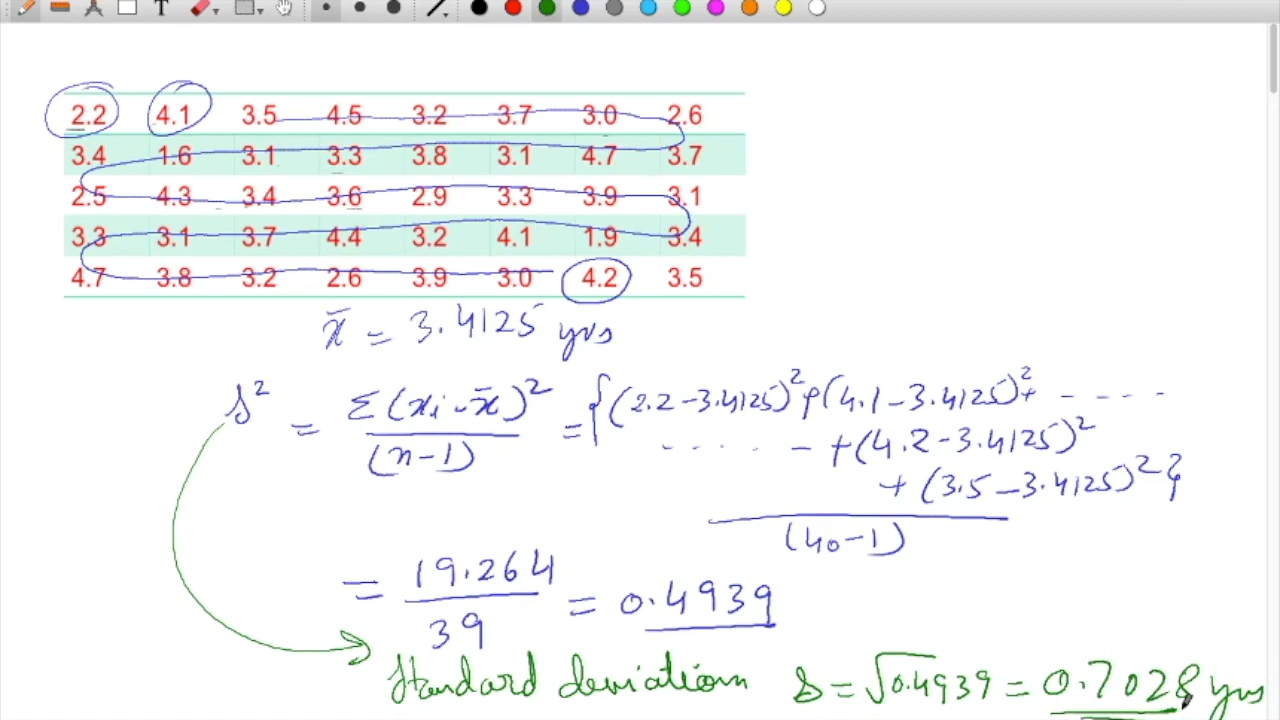 T
2.2 4.1 3.5 4.5 3.2 3.7 3.0 2.6
3.4 1.6 3.1 3.3 3.8 3.1 4.7 3.7
2.5 4.3 3.4 3.6 2.9 3.3 3.9 3.1
3.3 3.1 3.7 4.4 3.2 4.1 1.9 3.4
4.7 3.8 3.2 2.6 3.9 3.0 4.2 3.5
x̄ = 3.4125 yrs
s² = Σ(xi - x̄)² / (n-1) = {(2.2-3.4125)² + (4.1-3.4125)² + ....
..... - +(4.2-3.4125)²
+ (3.5-3.4125)² }
(40-1)
= 19.264 / 39 = 0.4939
Standard deviation s = √0.4939 = 0.7028 yrs